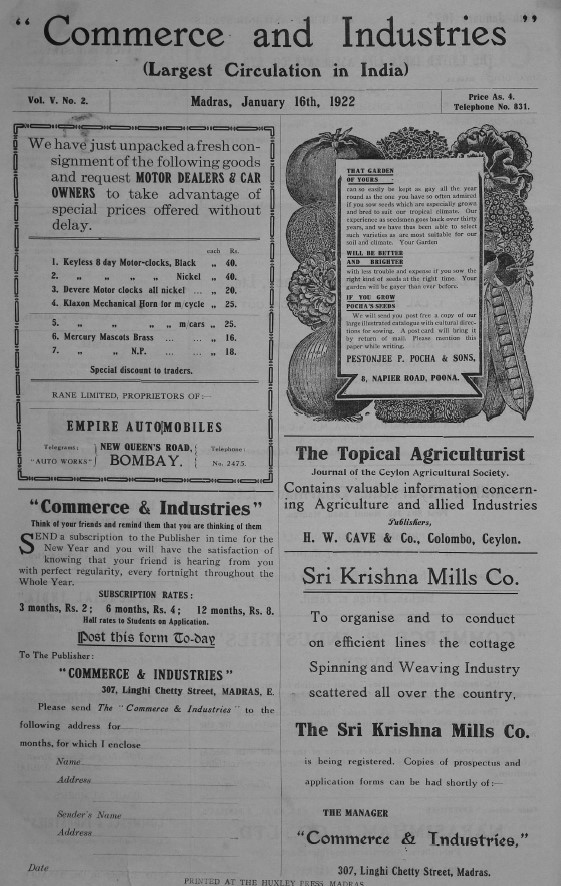 "Commerce and Industries"
(Largest Circulation in India)
Vol. V. No. 2.
Madras, January 16th, 1922
Price As. 4.
Telephone No. 831.
We have just unpacked a fresh con-
signment of the following goods
and request MOTOR DEALERS & CAR
OWNERS to take advantage of
special prices offered without
delay.
each Rs.
1. Keyless 8 day Motor-clocks, Black „ 40.
2. „ „ „ Nickel „ 40.
3. Devere Motor clocks all nickel ... „ 20.
4. Klaxon Mechanical Horn for m/cycle „ 25.
5. „ „ „ „ m/cars „ 25.
6. Mercury Mascots Brass ... ... „ 16.
7. „ „ N.P. ... ... „ 18.
Special discount to traders.
RANE LIMITED, PROPRIETORS OF:—
EMPIRE AUTOMOBILES
Telegrams:
"AUTO WORKS"
NEW QUEEN'S ROAD,
BOMBAY.
Telephone:
No. 2475.
"Commerce & Industries"
Think of your friends and remind them that you are thinking of them
SEND a subscription to the Publisher in time for the
New Year and you will have the satisfaction of
knowing that your friend is hearing from you
with perfect regularity, every fortnight throughout the
Whole Year.
SUBSCRIPTION RATES:
3 months, Rs. 2; 6 months, Rs. 4; 12 months, Rs. 8.
Half rates to Students on Application.
Post this form To-day
To The Publisher:
"COMMERCE & INDUSTRIES"
307, Linghi Chetty Street, MADRAS, E.
Please send The "Commerce & Industries" to the
following address for
months, for which I enclose
Name
Address
Sender's Name
Address
Date
THAT GARDEN
OF YOURS
can so easily be kept as gay all the year
round as the one you have so often admired
if you sow seeds which are especially grown
and bred to suit our tropical climate. Our
experience as seedsmen goes back over thirty
years, and we have thus been able to select
such varieties as are most suitable for our
soil and climate. Your Garden
WILL BE BETTER
AND BRIGHTER
with less trouble and expense if you sow the
right kind of seeds at the right time. Your
garden will be gayer than ever before.
IF YOU GROW
POCHA'S SEEDS
We will send you post free a copy of our
large illustrated catalogue with cultural direc-
tions for sowing. A post card will bring it
by return of mail. Please mention this
paper while writing.
PESTONJEE P. POCHA & SONS,
8, NAPIER ROAD, POONA.
The Topical Agriculturist
Journal of the Ceylon Agricultural Society.
Contains valuable information concern-
ing Agriculture and allied Industries
Publishers,
H. W. CAVE & Co., Colombo, Ceylon.
Sri Krishna Mills Co.
To organise and to conduct
on efficient lines the cottage
Spinning and Weaving Industry
scattered all over the country.
The Sri Krishna Mills Co.
is being registered. Copies of prospectus and
application forms can be had shortly of:—
THE MANAGER
"Commerce & Industries,"
307, Linghi Chetty Street, Madras.
PRINTED AT THE HUXLEY PRESS MADRAS